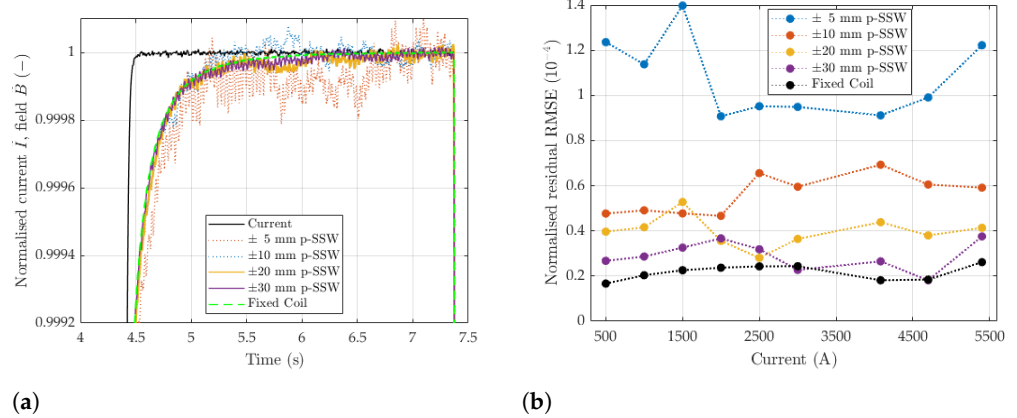 1
0.9998
0.9996
0.9994
0.9992
4
4.5
5
5.5
6
6.5
7
7.5
Time (s)
Normalised current Î, field B̂ (−)
Current
± 5 mm p-SSW
±10 mm p-SSW
±20 mm p-SSW
±30 mm p-SSW
Fixed Coil
(a)
1.4
1.2
1
0.8
0.6
0.4
0.2
0
500
1500
2500
3500
4500
5500
Current (A)
Normalised residual RMSE (10⁻⁴)
± 5 mm p-SSW
±10 mm p-SSW
±20 mm p-SSW
±30 mm p-SSW
Fixed Coil
(b)